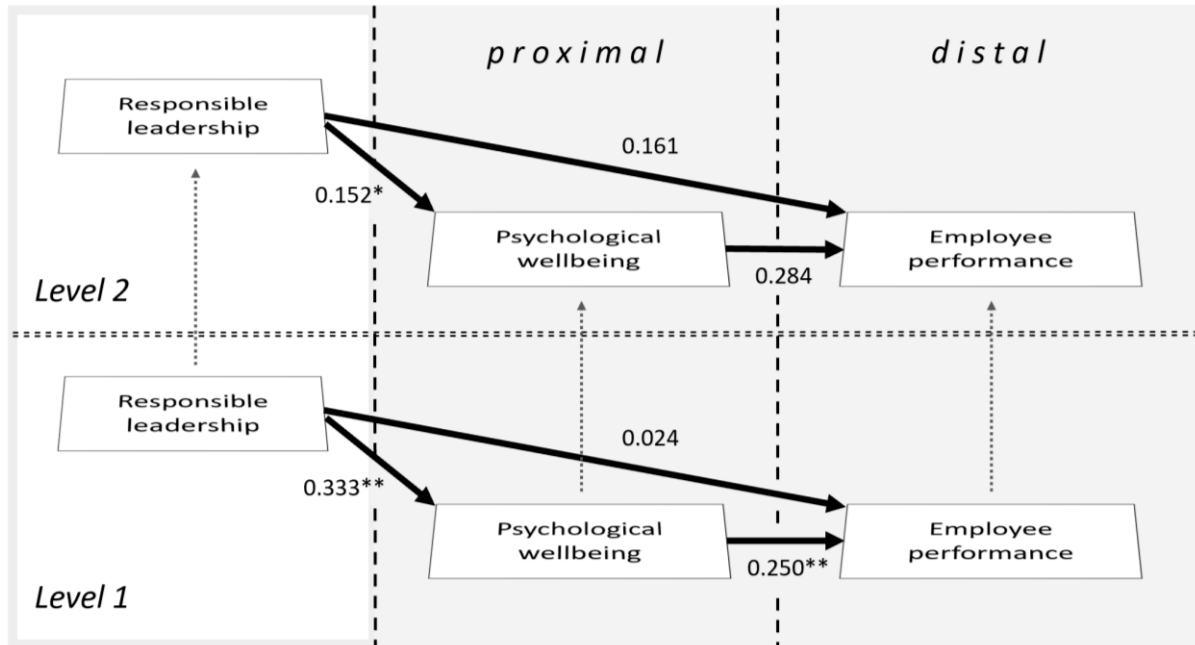 proximal
distal
Responsible
leadership
0.161
0.152*
Psychological
wellbeing
Employee
performance
0.284
Level 2
Responsible
leadership
0.024
0.333**
Psychological
wellbeing
Employee
performance
0.250**
Level 1